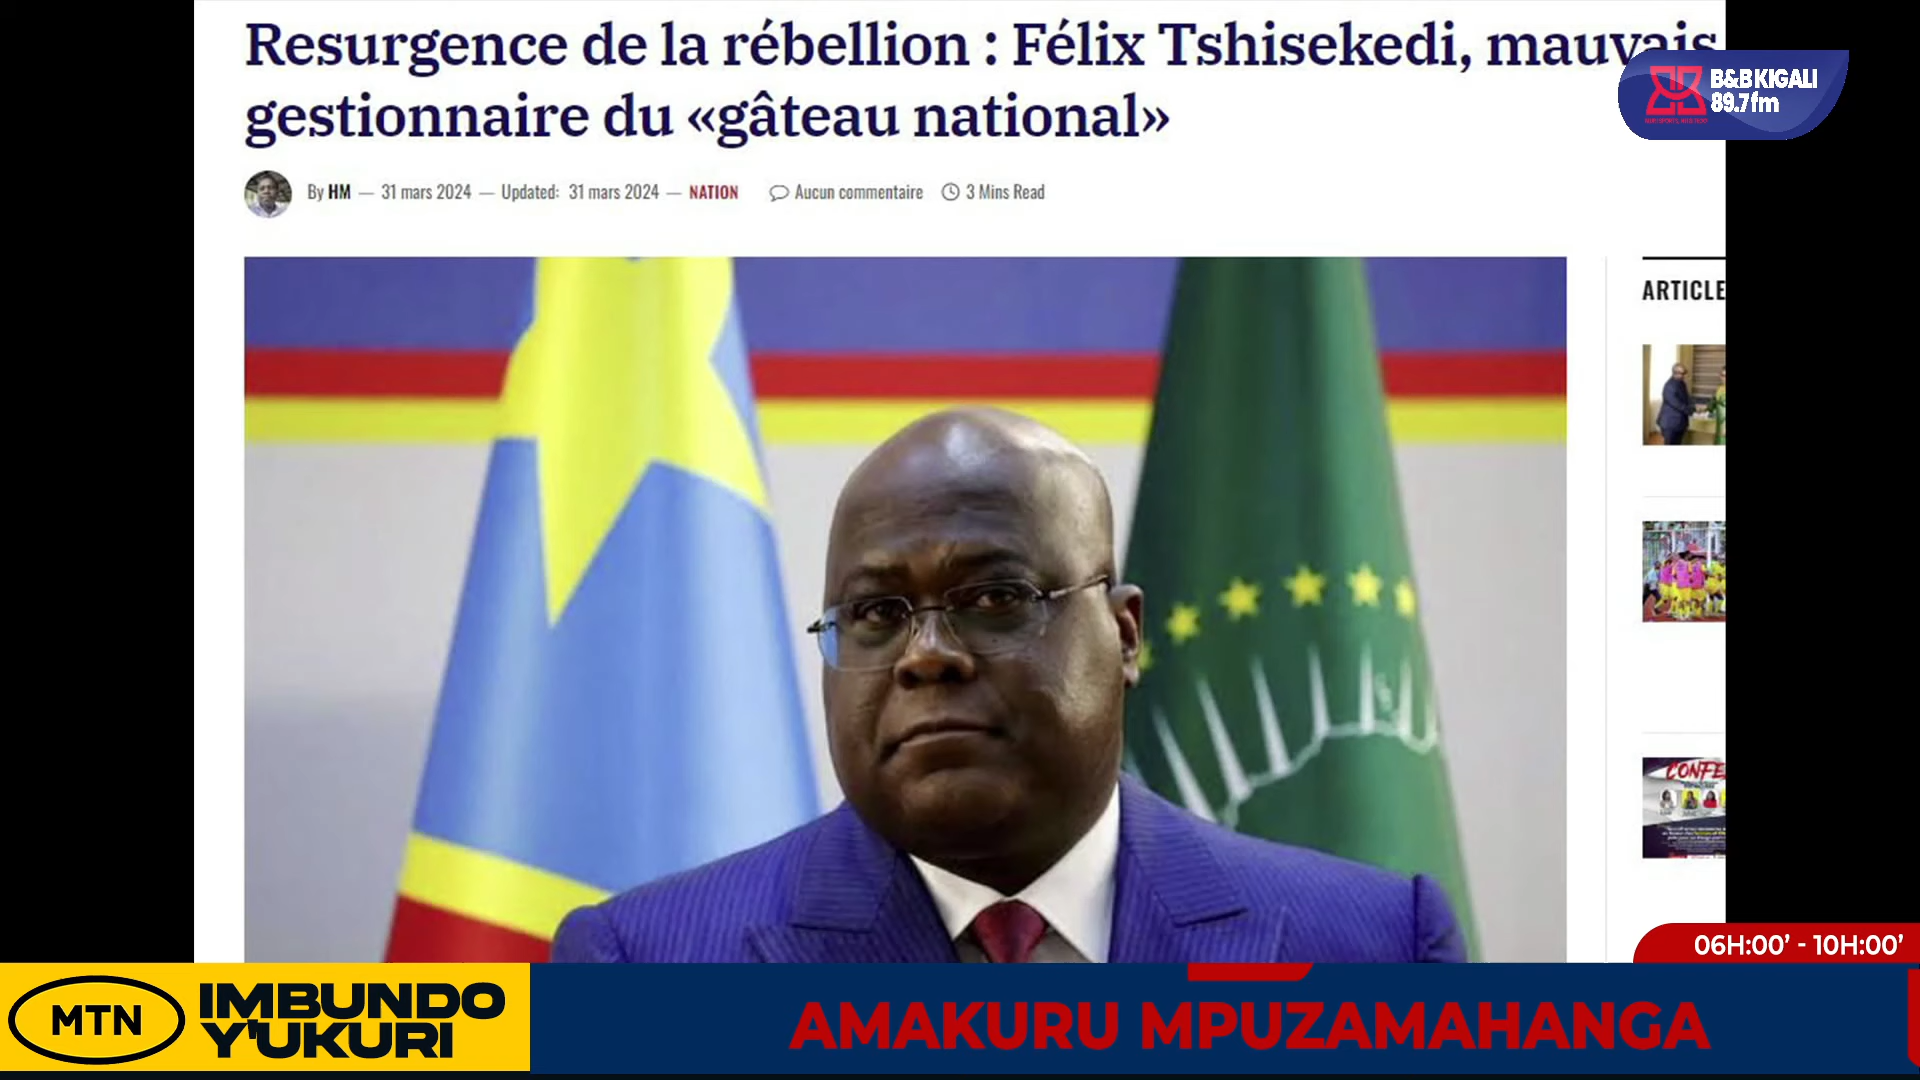 Resurgence de la rébellion : Félix Tshisekedi, mauvais
gestionnaire du «gâteau national»
B&B KIGALI
89.7fm
By HM — 31 mars 2024 — Updated: 31 mars 2024 — NATION Aucun commentaire 3 Mins Read
ARTICLE
CONFE
06H:00’ - 10H:00’
MTN
IMBUNDO
Y'UKURI
AMAKURU MPUZAMAHANGA